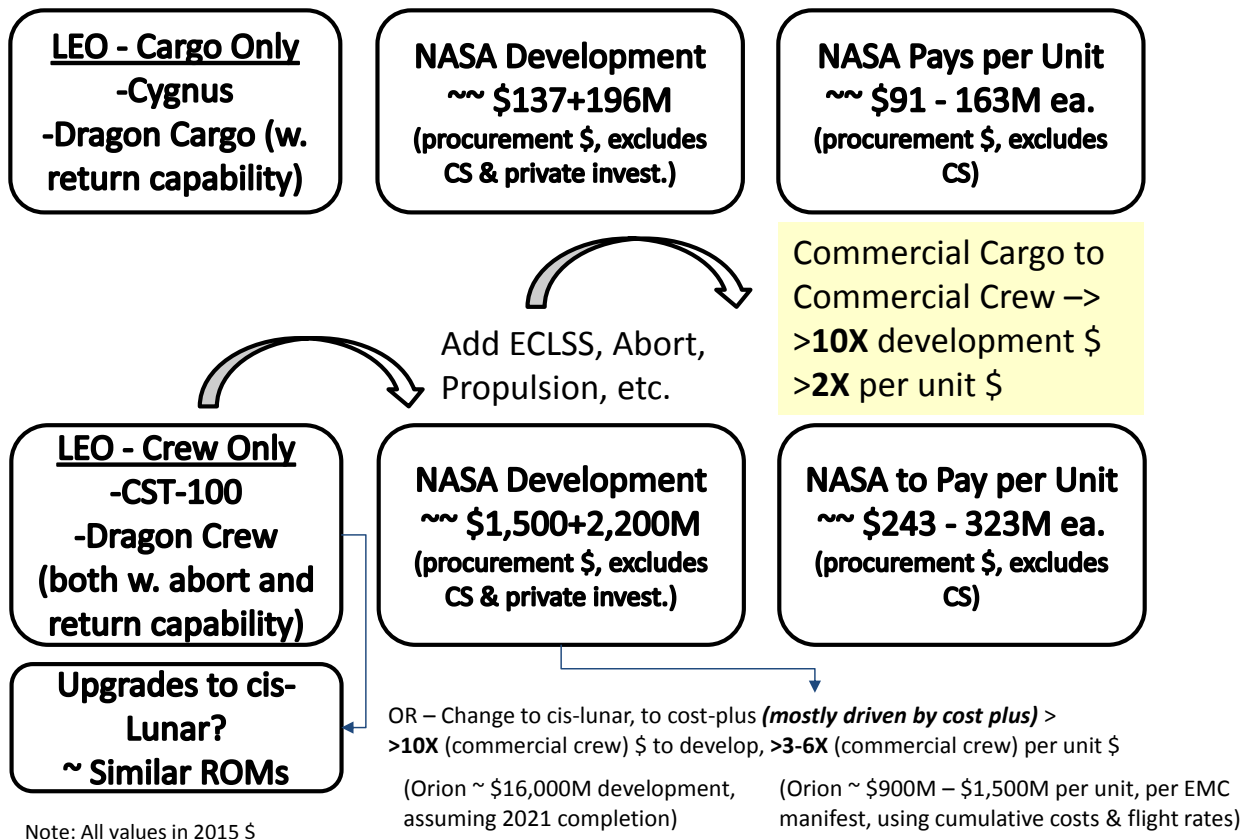 LEO - Cargo Only
-Cygnus
-Dragon Cargo (w.
return capability)
NASA Development
~~ $137+196M
(procurement $, excludes
CS & private invest.)
NASA Pays per Unit
~~ $91 - 163M ea.
(procurement $, excludes
CS)
Commercial Cargo to
Commercial Crew –>
>10X development $
>2X per unit $
Add ECLSS, Abort,
Propulsion, etc.
LEO - Crew Only
-CST-100
-Dragon Crew
(both w. abort and
return capability)
NASA Development
~~ $1,500+2,200M
(procurement $, excludes
CS & private invest.)
NASA to Pay per Unit
~~ $243 - 323M ea.
(procurement $, excludes
CS)
Upgrades to cis-
Lunar?
~ Similar ROMs
OR – Change to cis-lunar, to cost-plus (mostly driven by cost plus) >
>10X (commercial crew) $ to develop, >3-6X (commercial crew) per unit $
(Orion ~ $16,000M development,
assuming 2021 completion)
(Orion ~ $900M – $1,500M per unit, per EMC
manifest, using cumulative costs & flight rates)
Note: All values in 2015 $